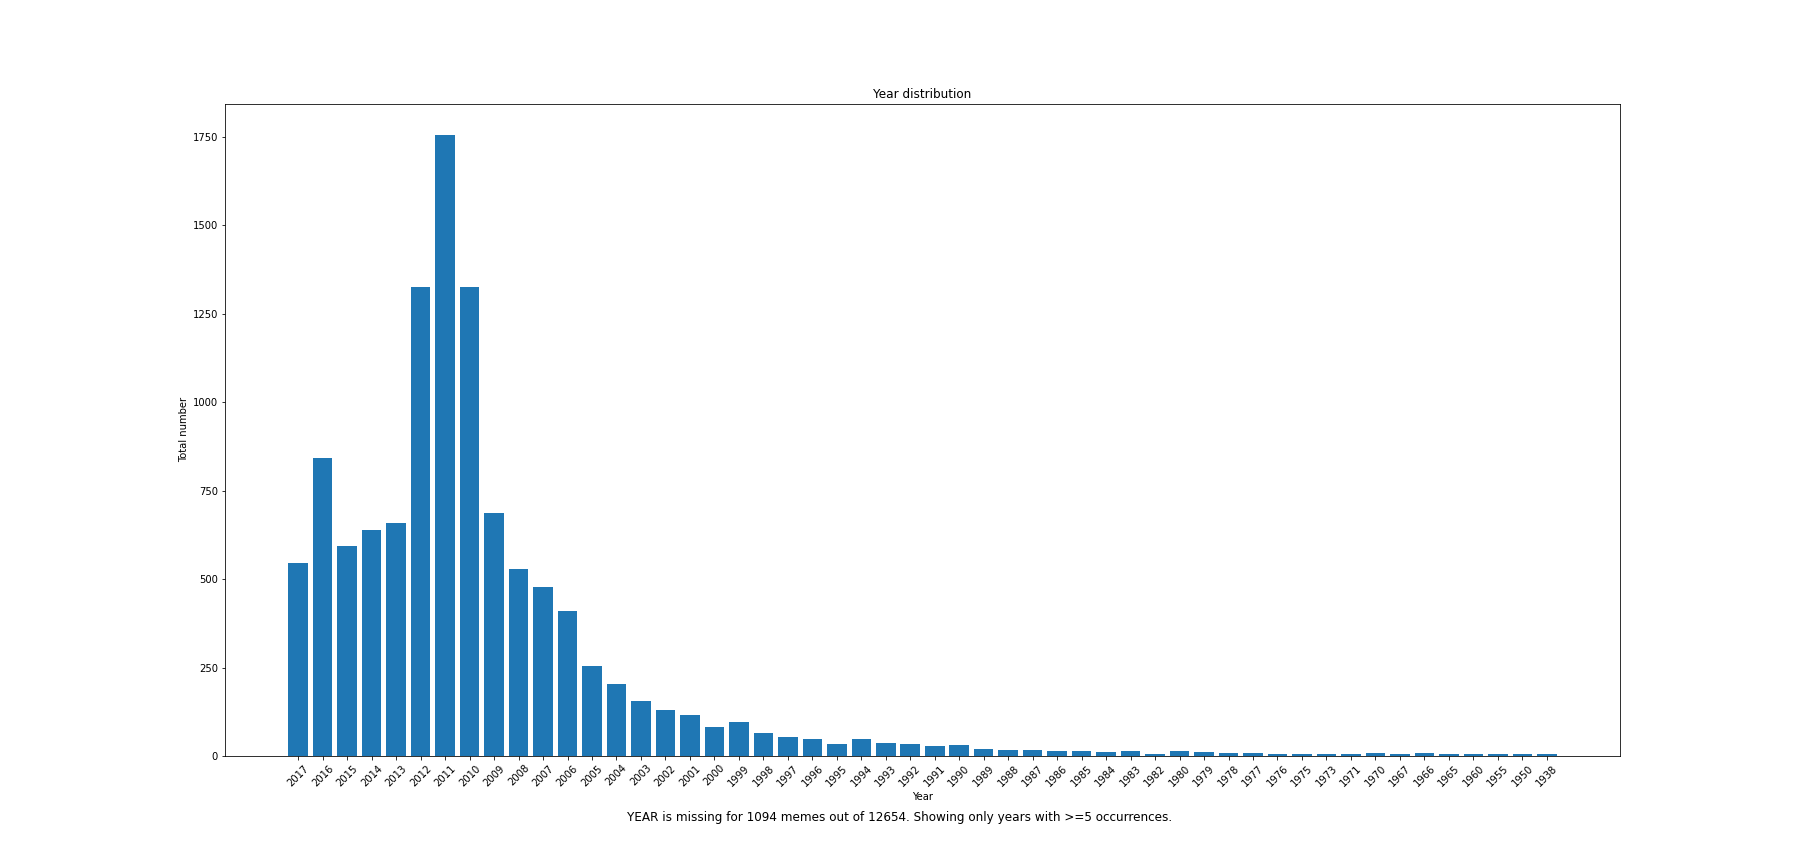 Year distribution
1750
1500
1250
1000
750
500
250
0
Total number
2017 2016 2015 2014 2013 2012 2011 2010 2009 2008 2007 2006 2005 2004 2003 2002 2001 2000 1999 1998 1997 1996 1995 1994 1993 1992 1991 1990 1989 1988 1987 1986 1985 1984 1983 1982 1980 1979 1978 1977 1976 1975 1973 1971 1970 1967 1966 1965 1960 1955 1950 1938
Year
YEAR is missing for 1094 memes out of 12654. Showing only years with >=5 occurrences.